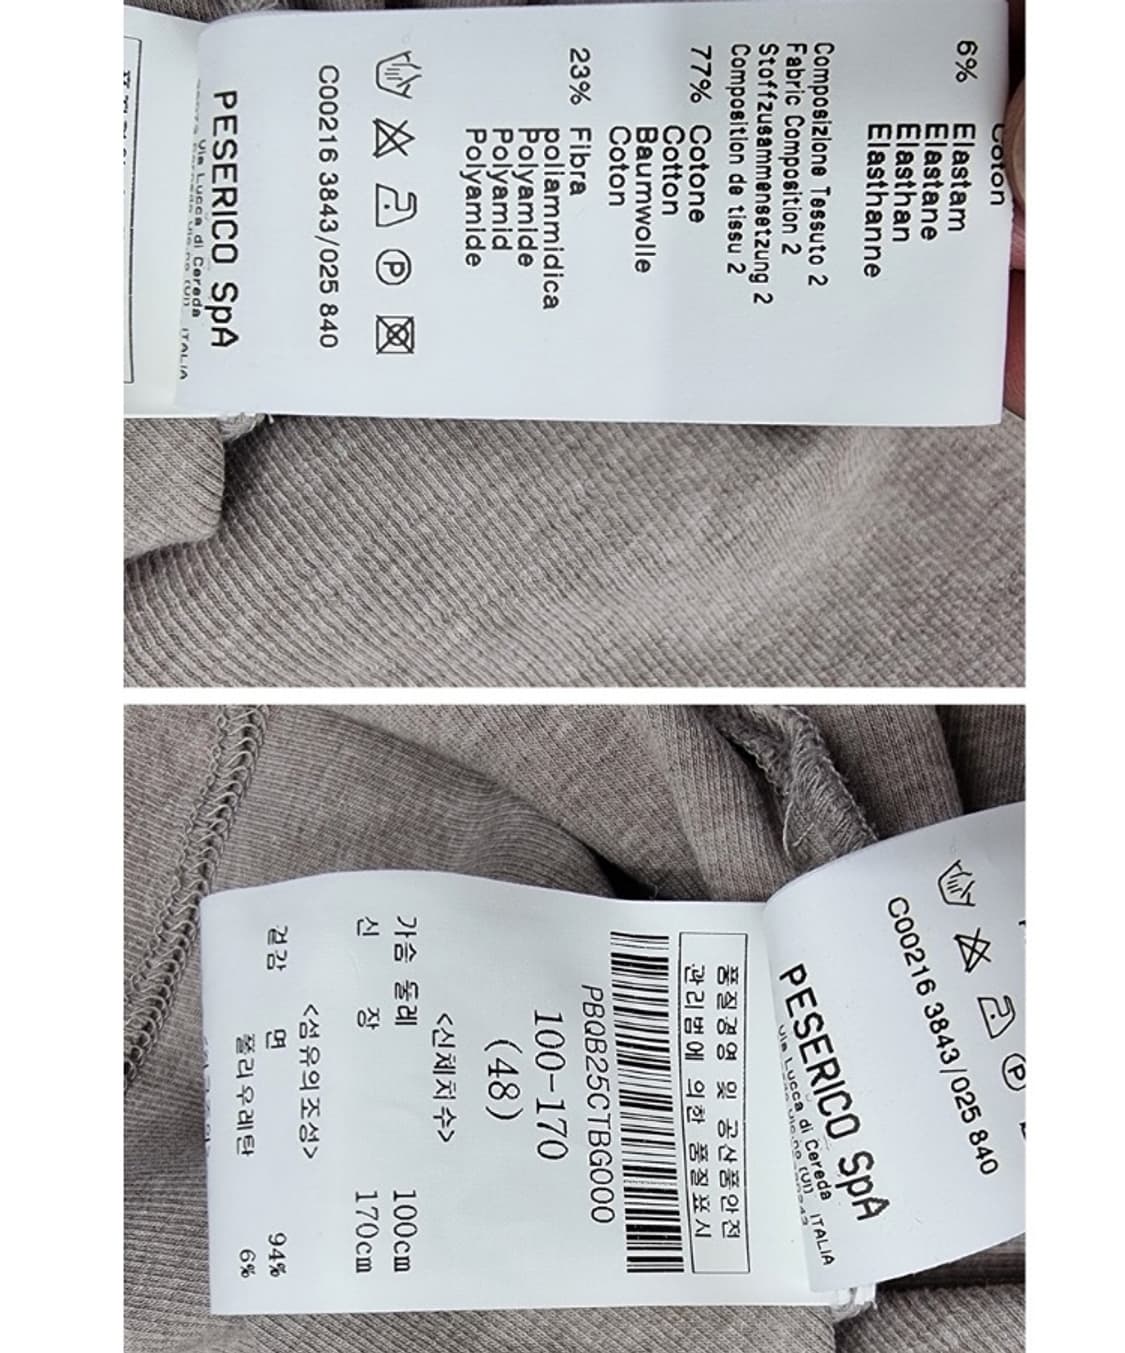 Coton
6% Elastam
Elastane
Elasthan
Elasthanne
Composizione Tessuto 2
Fabric Composition 2
Stoffzusammensetzung 2
Composition de tissu 2
77% Cotone
Cotton
Baumwolle
Coton
23% Fibra
poliammidica
Polyamide
Polyamid
Polyamide
P
C00216 3843/025 840
PESERICO SpA
Via Lucca di Cereda
ITALIA
P
C00216 3843/025 840
PESERICO SpA
Via Lucca di Cereda
ITALIA
품질경영 및 공산품안전
관리법에 의한 품질표시
PBQB25CTBG000
100-170
(48)
<신체치수>
가슴 둘레 100cm
신 장 170cm
<섬유의조성>
겉감 면 94%
폴리우레탄 6%